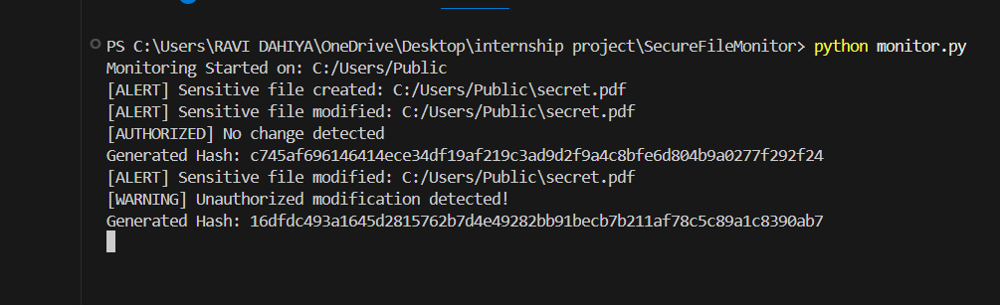 PS C:\Users\RAVI DAHIYA\OneDrive\Desktop\internship project\SecureFileMonitor> python monitor.py
Monitoring Started on: C:/Users/Public
[ALERT] Sensitive file created: C:/Users/Public\secret.pdf
[ALERT] Sensitive file modified: C:/Users/Public\secret.pdf
[AUTHORIZED] No change detected
Generated Hash: c745af696146414ece34df19af219c3ad9d2f9a4c8bfe6d804b9a0277f292f24
[ALERT] Sensitive file modified: C:/Users/Public\secret.pdf
[WARNING] Unauthorized modification detected!
Generated Hash: 16dfdc493a1645d2815762b7d4e49282bb91becb7b211af78c5c89a1c8390ab7